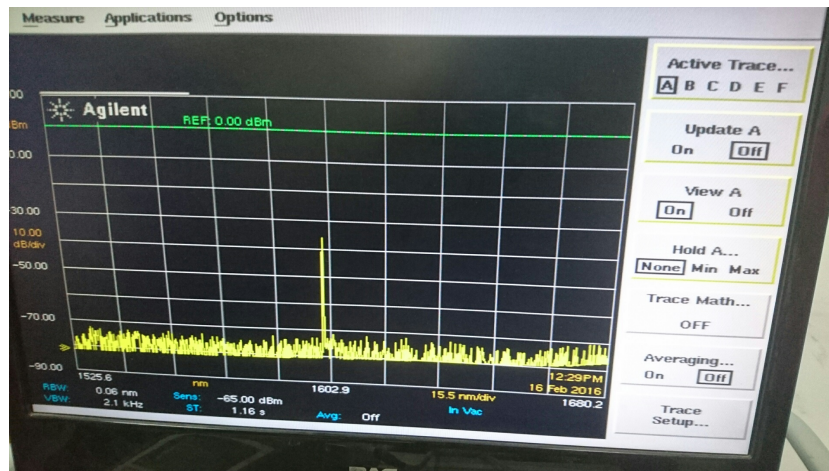 Measure Applications Options
Active Trace...
A B C D E F
Update A
On Off
View A
On Off
Hold A...
None Min Max
Trace Math...
OFF
Averaging...
On Off
Trace
Setup...
Agilent
REF: 0.00 dBm
-30.00
10.00
dB/div
-50.00
-70.00
-90.00
1525.6 nm 1602.9 15.5 nm/div 1680.2
12:29PM
16 Feb 2016
RBW: 0.06 nm Sens: -65.00 dBm In Vac
VBW: 2.1 kHz ST: 1.16 s Avg: Off